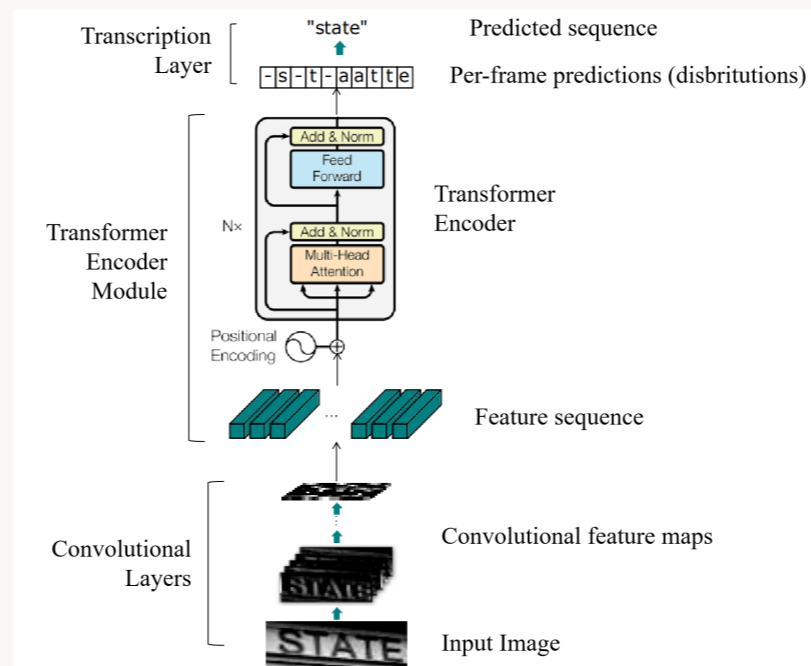 "state"
Predicted sequence
Transcription
Layer
-s-t-aatte
Per-frame predictions (disbritutions)
Add & Norm
Feed
Forward
Transformer
Encoder
N×
Add & Norm
Multi-Head
Attention
Transformer
Encoder
Module
Positional
Encoding
...
Feature sequence
Convolutional feature maps
Convolutional
Layers
STATE
STATE
Input Image